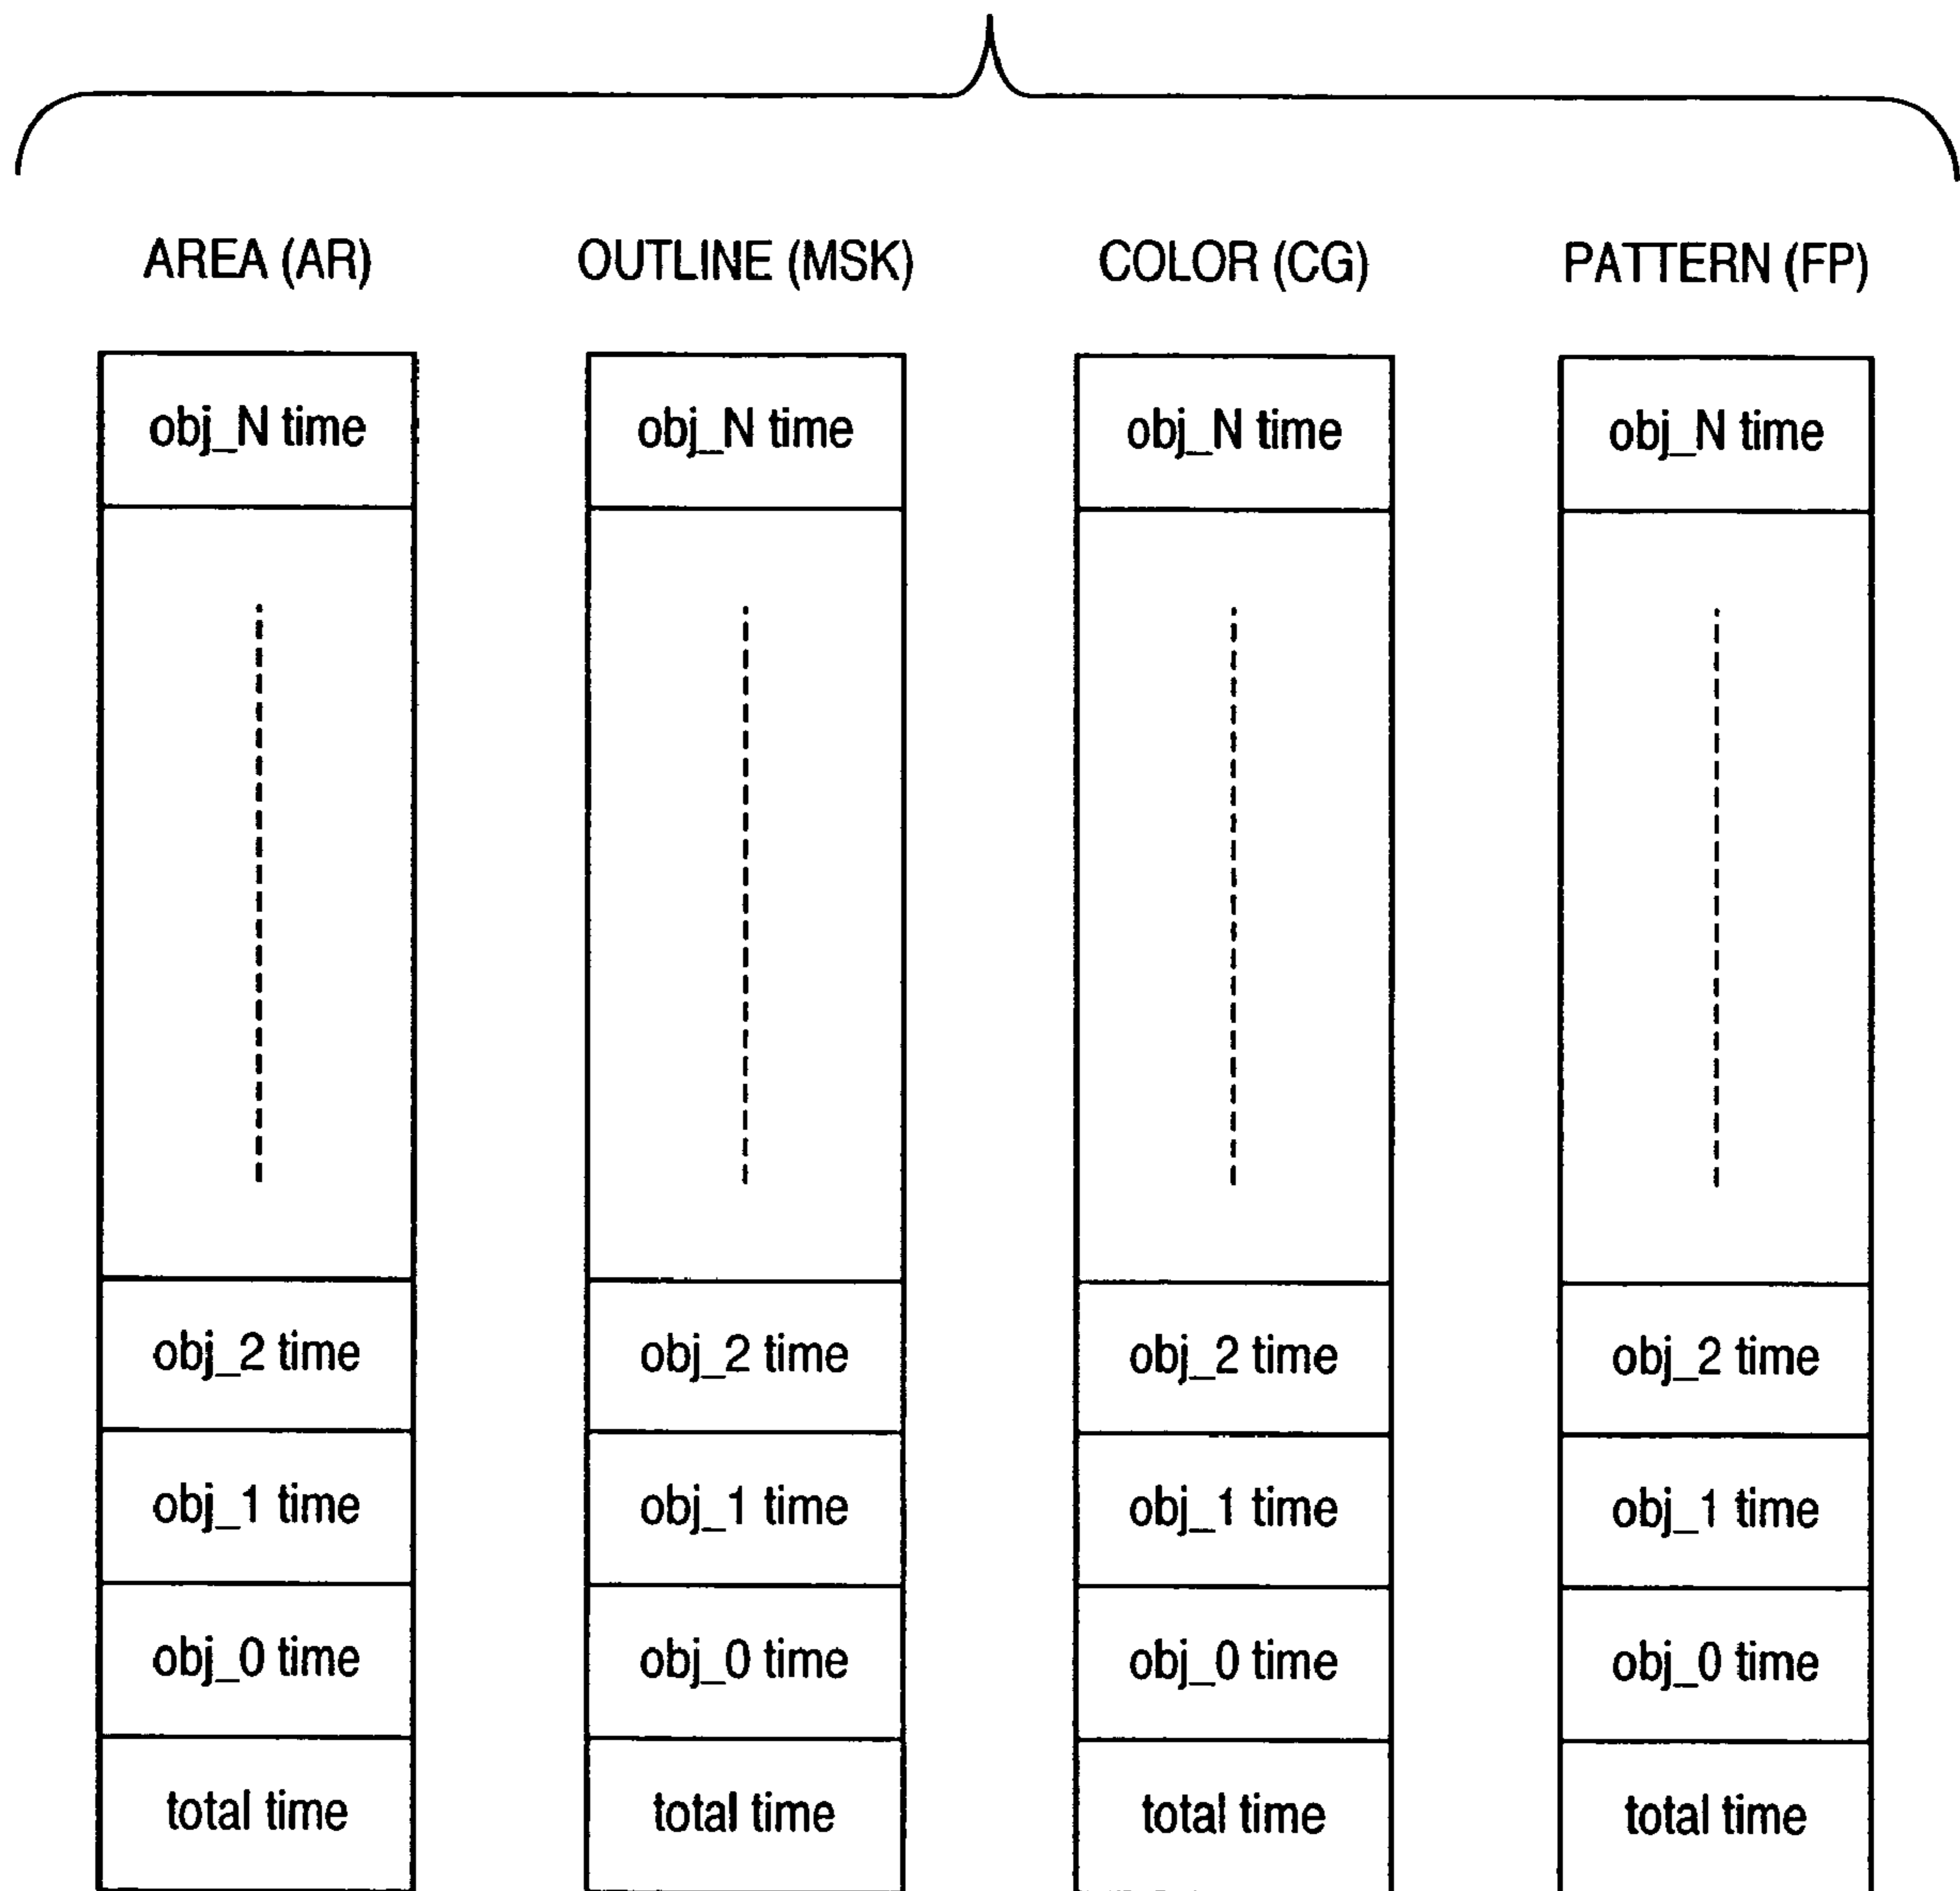 AREA (AR) OUTLINE (MSK) COLOR (CG) PATTERN (FP)
obj_N time obj_N time obj_N time obj_N time
obj_2 time obj_2 time obj_2 time obj_2 time
obj_1 time obj_1 time obj_1 time obj_1 time
obj_0 time obj_0 time obj_0 time obj_0 time
total time total time total time total time